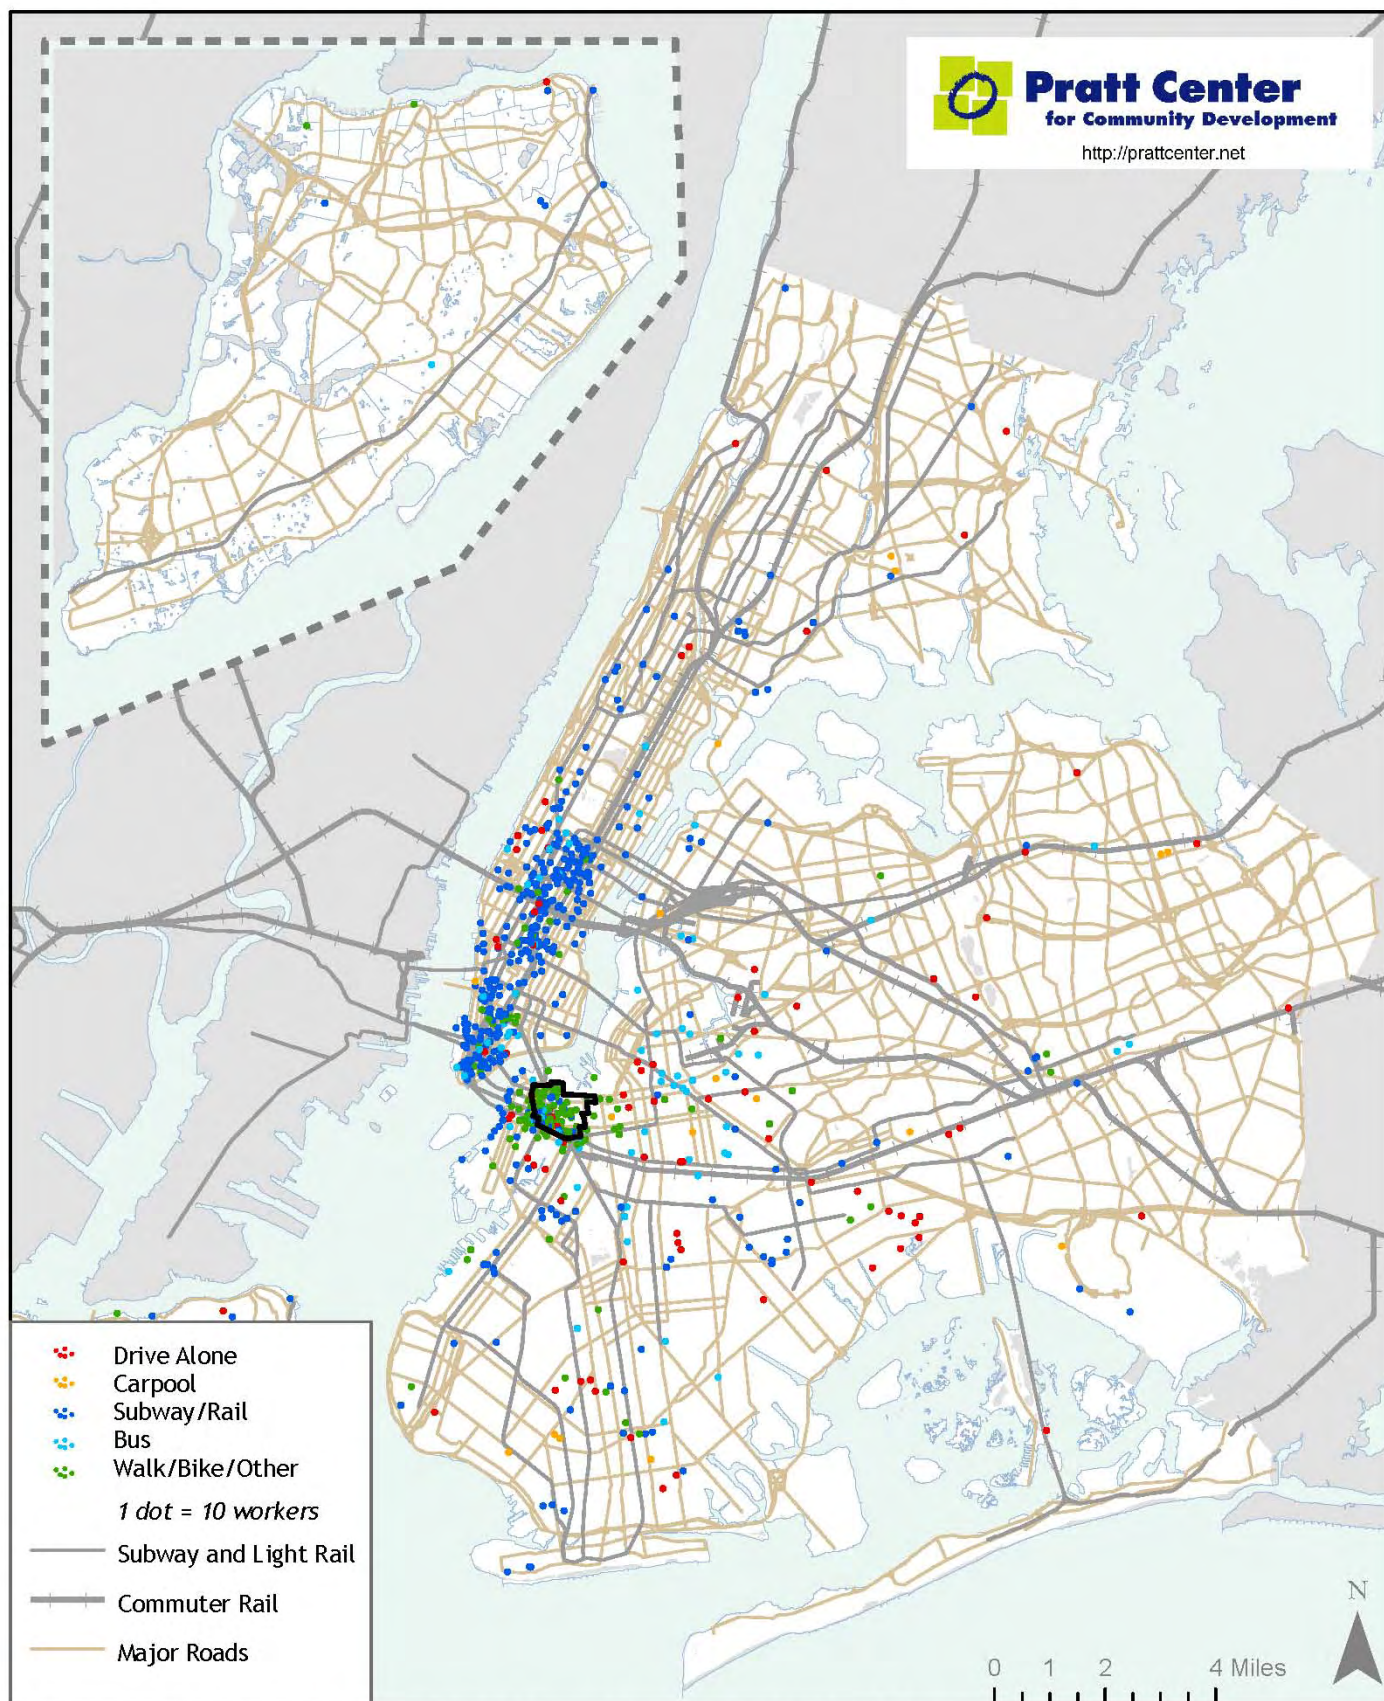 Pratt Center
for Community Development
http://prattcenter.net
Drive Alone
Carpool
Subway/Rail
Bus
Walk/Bike/Other
1 dot = 10 workers
Subway and Light Rail
Commuter Rail
Major Roads
N
0 1 2 4 Miles